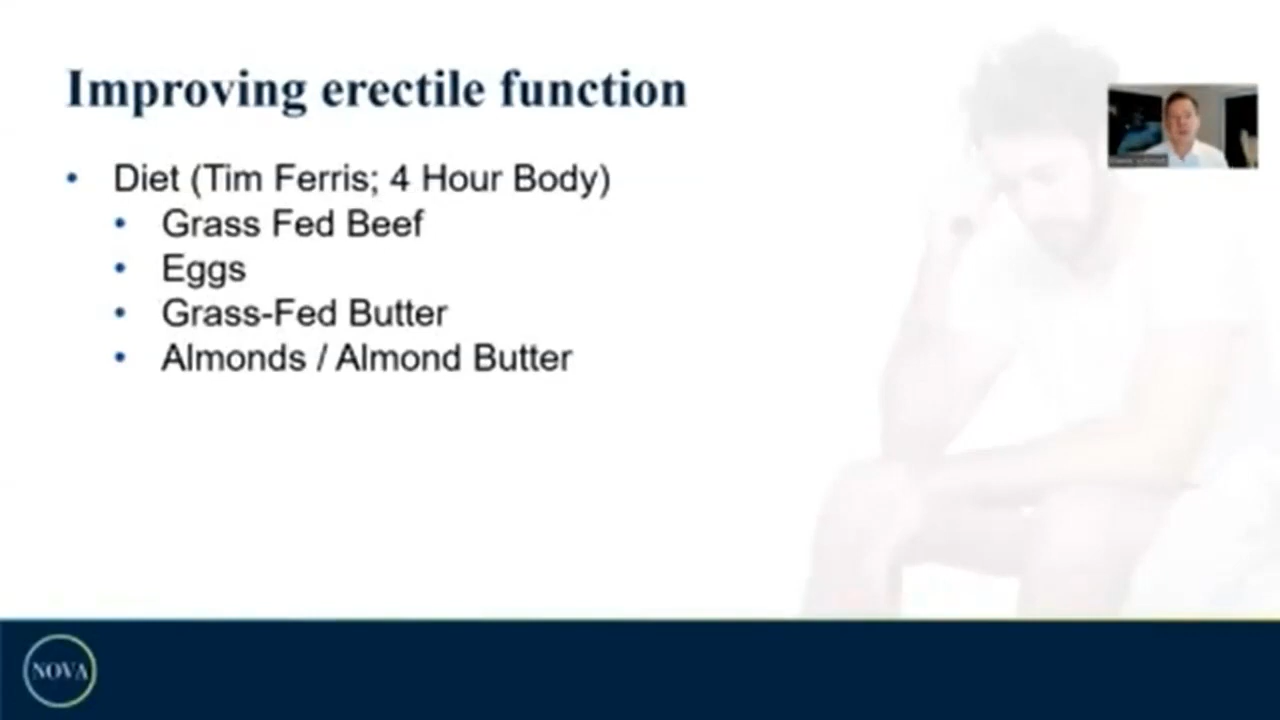 Improving erectile function
• Diet (Tim Ferris; 4 Hour Body)
• Grass Fed Beef
• Eggs
• Grass-Fed Butter
• Almonds / Almond Butter
NOVA